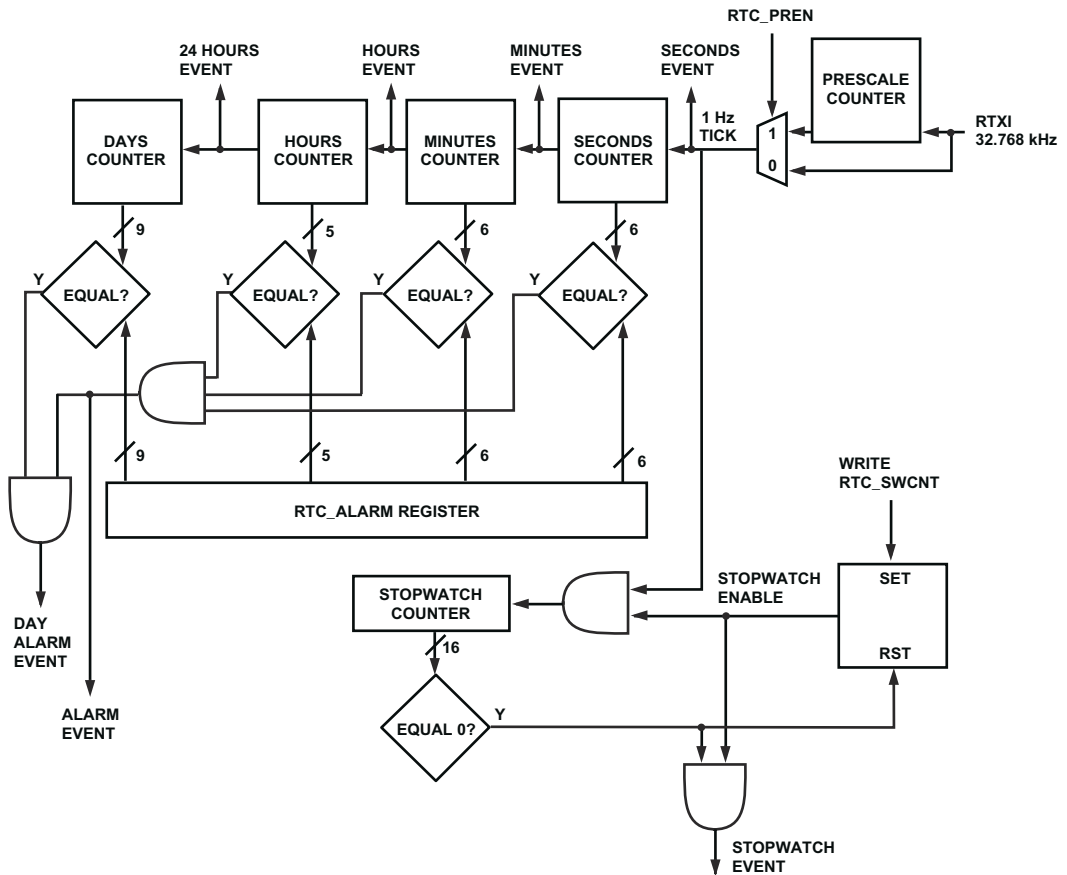 RTC_PREN
24 HOURS
EVENT
HOURS
EVENT
MINUTES
EVENT
SECONDS
EVENT
PRESCALE
COUNTER
1 Hz
TICK
1
0
RTXI
32.768 kHz
DAYS
COUNTER
HOURS
COUNTER
MINUTES
COUNTER
SECONDS
COUNTER
9
5
6
6
Y
EQUAL?
Y
EQUAL?
Y
EQUAL?
Y
EQUAL?
9
5
6
6
RTC_ALARM REGISTER
WRITE
RTC_SWCNT
DAY
ALARM
EVENT
ALARM
EVENT
STOPWATCH
COUNTER
STOPWATCH
ENABLE
SET
RST
16
EQUAL 0?
Y
STOPWATCH
EVENT